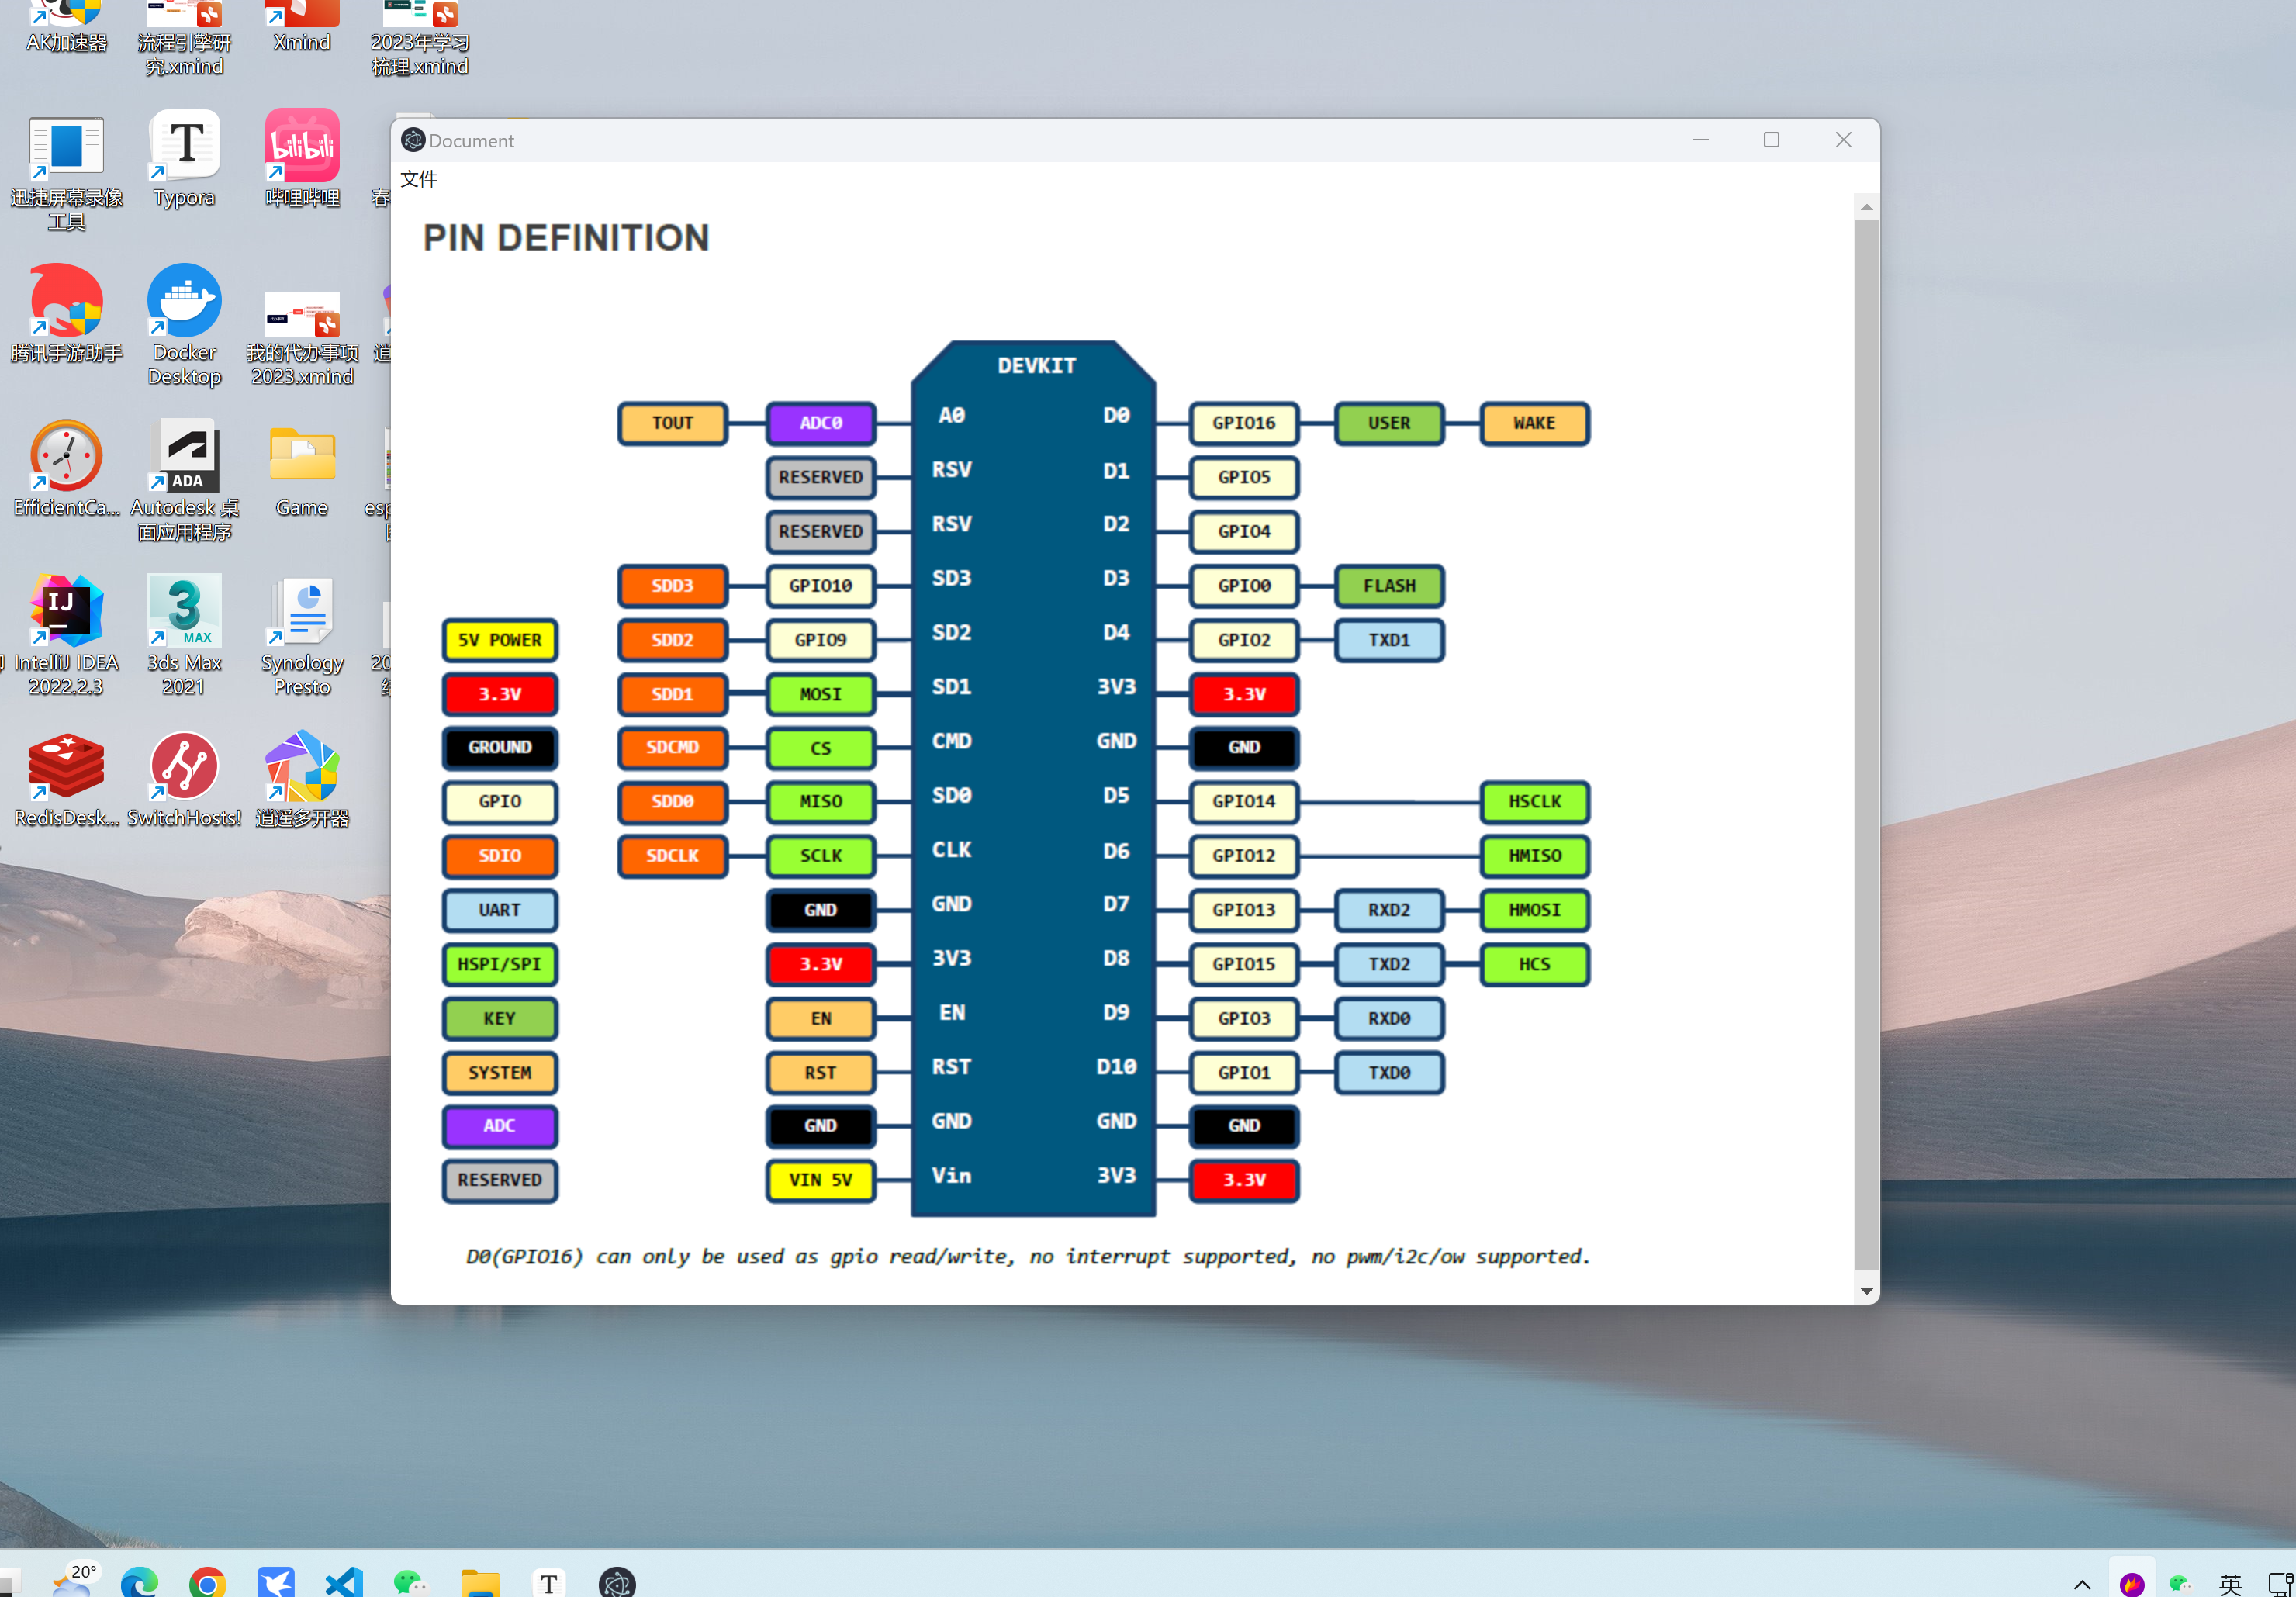 AK加速器
流程引擎研
究.xmind
Xmind
2023年学习
梳理.xmind
迅捷屏幕录像
工具
Typora
哔哩哔哩
腾讯手游助手
Docker
Desktop
我的代办事项
2023.xmind
EfficientCa...
Autodesk 桌
面应用程序
Game
IntelliJ IDEA
2022.2.3
3ds Max
2021
Synology
Presto
RedisDesk...
SwitchHosts!
逍遥多开器
T
bilibili
ADA
IJ
3
MAX
Document
文件
PIN DEFINITION
DEVKIT
TOUT ADC0 A0 D0 GPIO16 USER WAKE
RESERVED RSV D1 GPIO5
RESERVED RSV D2 GPIO4
SDD3 GPIO10 SD3 D3 GPIO0 FLASH
5V POWER SDD2 GPIO9 SD2 D4 GPIO2 TXD1
3.3V SDD1 MOSI SD1 3V3 3.3V
GROUND SDCMD CS CMD GND GND
GPIO SDD0 MISO SD0 D5 GPIO14 HSCLK
SDIO SDCLK SCLK CLK D6 GPIO12 HMISO
UART GND GND D7 GPIO13 RXD2 HMOSI
HSPI/SPI 3.3V 3V3 D8 GPIO15 TXD2 HCS
KEY EN EN D9 GPIO3 RXD0
SYSTEM RST RST D10 GPIO1 TXD0
ADC GND GND GND GND
RESERVED VIN 5V Vin 3V3 3.3V
D0(GPIO16) can only be used as gpio read/write, no interrupt supported, no pwm/i2c/ow supported.
20°
T
英